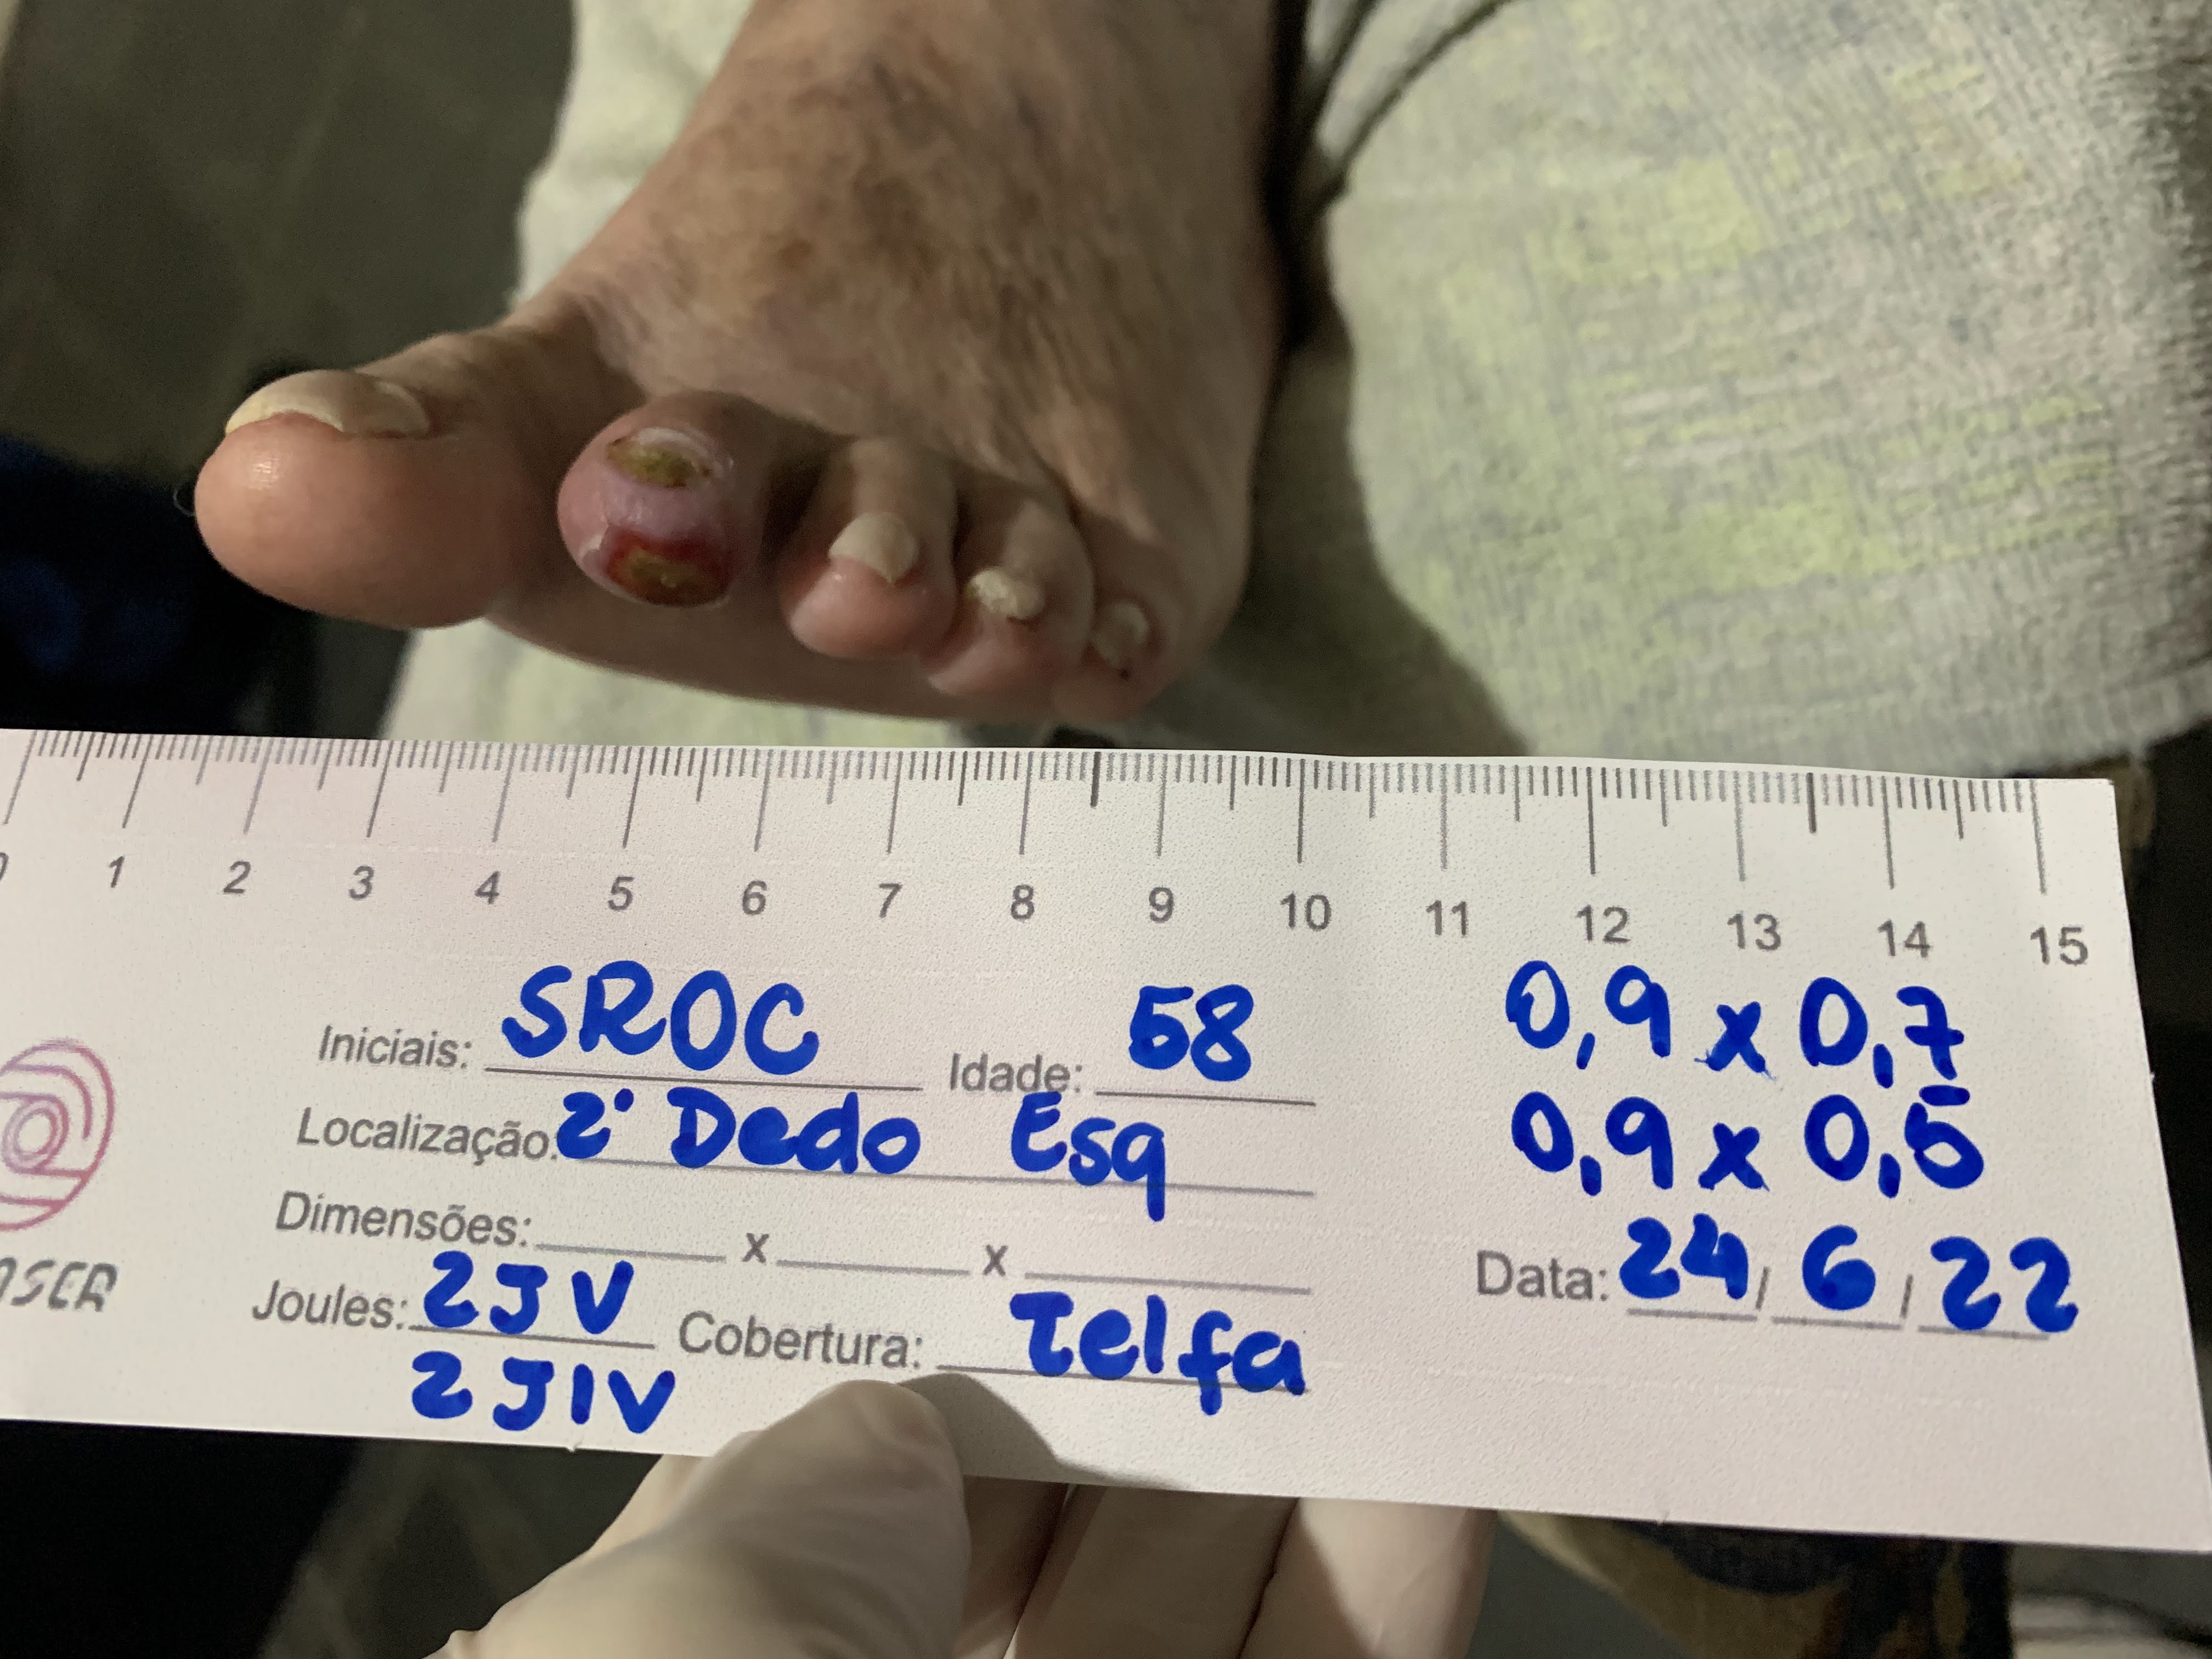 0 1 2 3 4 5 6 7 8 9 10 11 12 13 14 15
Iniciais: SROC Idade: 58
0,9 x 0,7
Localização: 2° Dedo Esq
0,9 x 0,5
Dimensões: x x
Data: 24/6/22
Joules: 2JV Cobertura: Telfa
2JIV